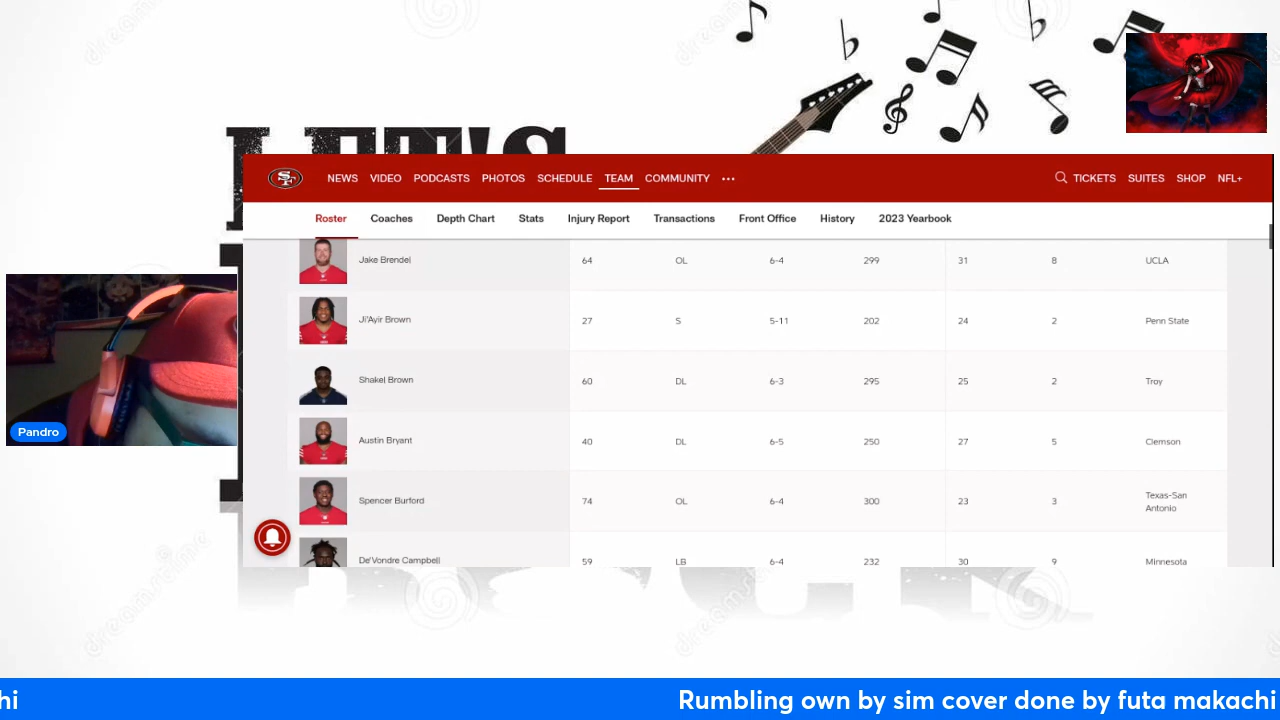 dreamstime
LET'S
NEWS VIDEO PODCASTS PHOTOS SCHEDULE TEAM COMMUNITY ••• TICKETS SUITES SHOP NFL+
SF
Roster Coaches Depth Chart Stats Injury Report Transactions Front Office History 2023 Yearbook
Jake Brendel 64 OL 6-4 299 31 8 UCLA
Ji'Ayir Brown 27 S 5-11 202 24 2 Penn State
Shakel Brown 60 DL 6-3 295 25 2 Troy
Austin Bryant 40 DL 6-5 250 27 5 Clemson
Spencer Burford 74 OL 6-4 300 23 3 Texas-San
Antonio
De'Vondre Campbell 59 LB 6-4 232 30 9 Minnesota
Pandro
dreamstime
hi Rumbling own by sim cover done by futa makachi